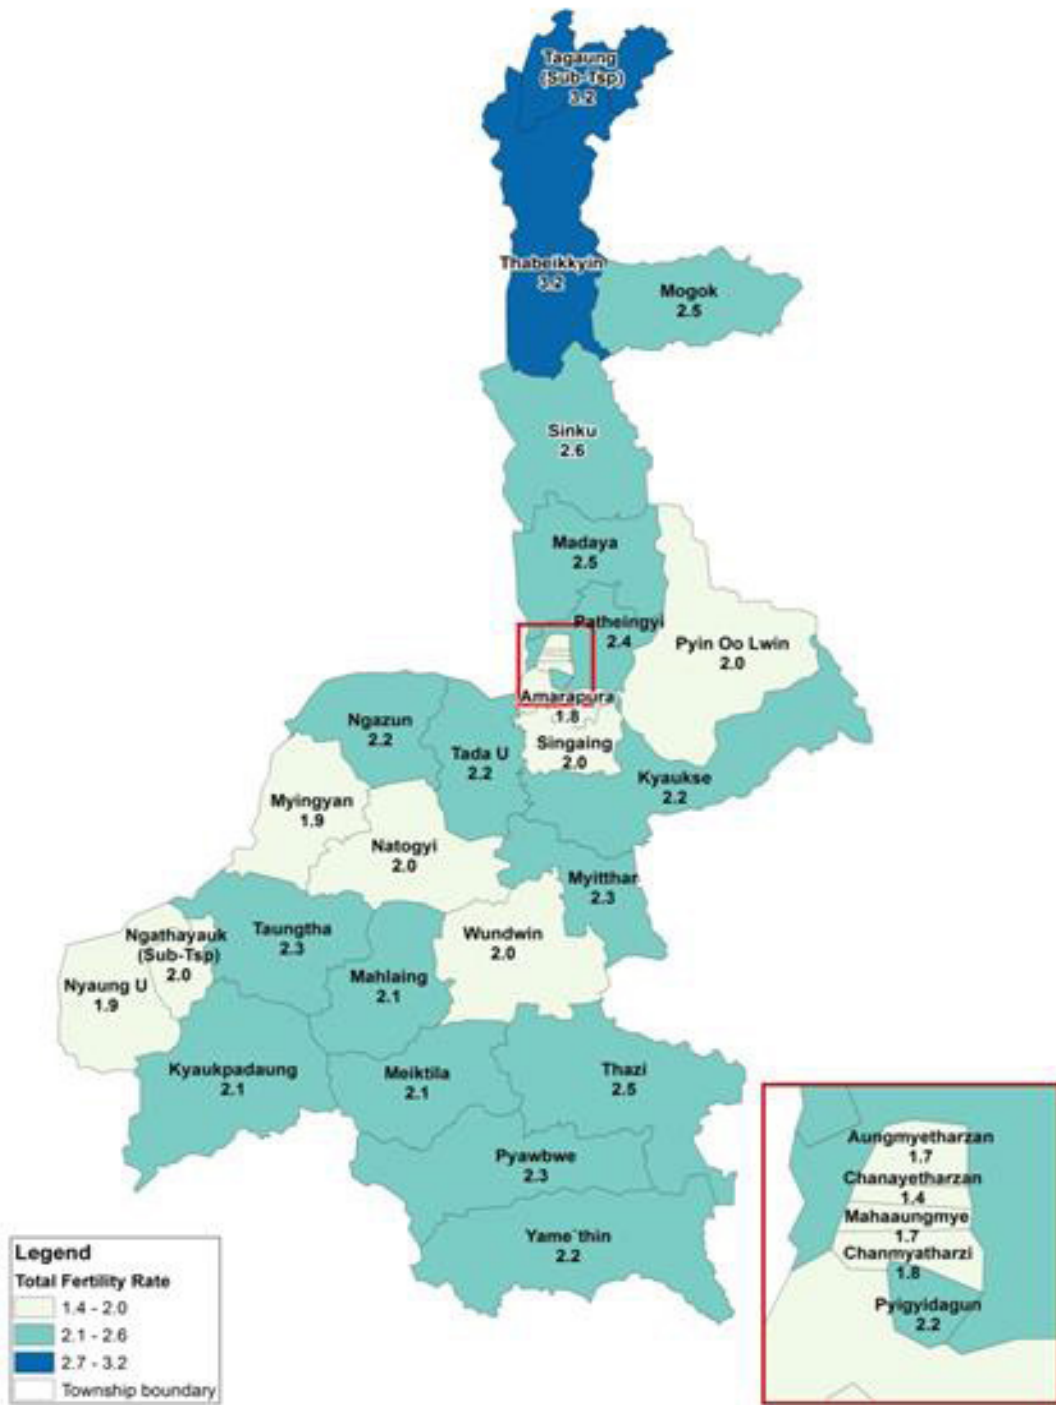 Tagaung
(Sub-Tsp)
3.2
Thabeikkyin
3.2
Mogok
2.5
Sinku
2.6
Madaya
2.5
Patheingyi
2.4
Pyin Oo Lwin
2.0
Amarapura
1.8
Singaing
2.0
Ngazun
2.2
Tada U
2.2
Kyaukse
2.2
Myingyan
1.9
Natogyi
2.0
Myitthar
2.3
Ngathayauk
(Sub-Tsp)
2.0
Taungtha
2.3
Wundwin
2.0
Nyaung U
1.9
Mahlaing
2.1
Kyaukpadaung
2.1
Meiktila
2.1
Thazi
2.5
Pyawbwe
2.3
Yame`thin
2.2
Aungmyetharzan
1.7
Chanayetharzan
1.4
Mahaaungmye
1.7
Chanmyatharzi
1.8
Pyigyidagun
2.2
Legend
Total Fertility Rate
1.4 - 2.0
2.1 - 2.6
2.7 - 3.2
Township boundary